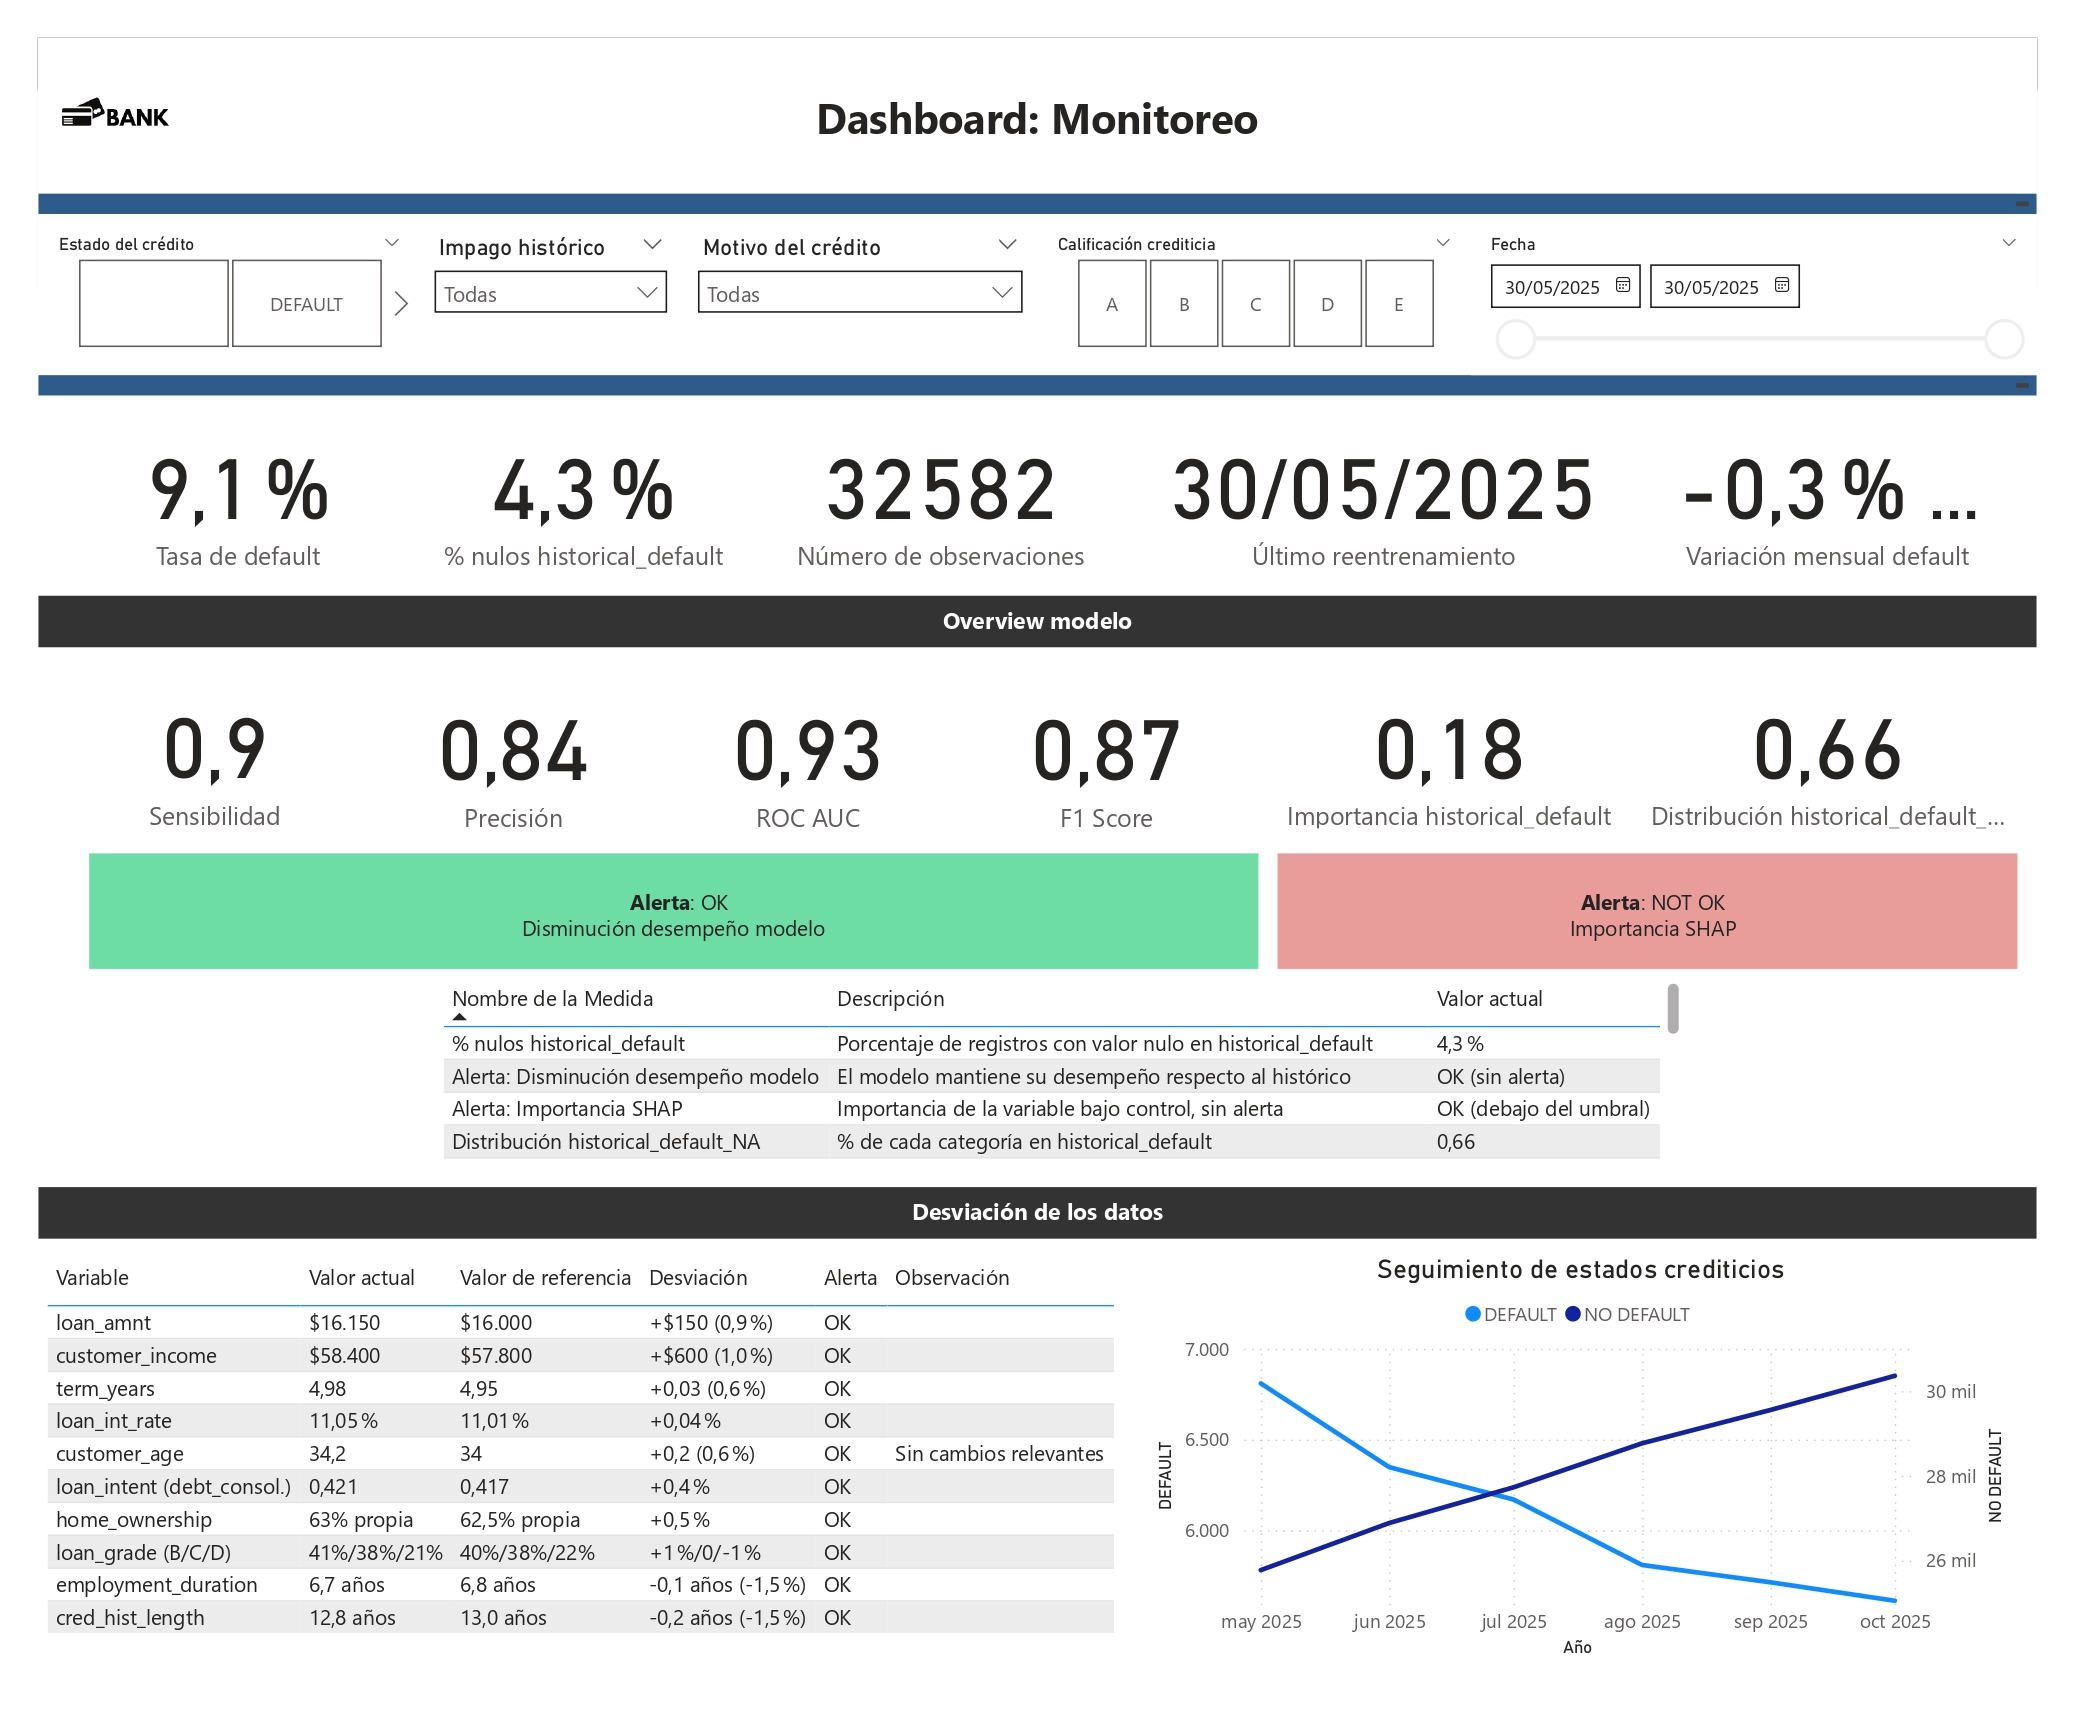 BANK
Dashboard: Monitoreo
Estado del crédito
DEFAULT
Impago histórico
Todas
Motivo del crédito
Todas
Calificación crediticia
A B C D E
Fecha
30/05/2025 30/05/2025
9,1 % 4,3 % 32582 30/05/2025 -0,3 % ...
Tasa de default % nulos historical_default Número de observaciones Último reentrenamiento Variación mensual default
Overview modelo
0,9 0,84 0,93 0,87 0,18 0,66
Sensibilidad Precisión ROC AUC F1 Score Importancia historical_default Distribución historical_default_...
Alerta: OK
Disminución desempeño modelo
Alerta: NOT OK
Importancia SHAP
Nombre de la Medida Descripción Valor actual
% nulos historical_default Porcentaje de registros con valor nulo en historical_default 4,3 %
Alerta: Disminución desempeño modelo El modelo mantiene su desempeño respecto al histórico OK (sin alerta)
Alerta: Importancia SHAP Importancia de la variable bajo control, sin alerta OK (debajo del umbral)
Distribución historical_default_NA % de cada categoría en historical_default 0,66
Desviación de los datos
Variable Valor actual Valor de referencia Desviación Alerta Observación
loan_amnt $16.150 $16.000 +$150 (0,9 %) OK
customer_income $58.400 $57.800 +$600 (1,0 %) OK
term_years 4,98 4,95 +0,03 (0,6 %) OK
loan_int_rate 11,05 % 11,01 % +0,04 % OK
customer_age 34,2 34 +0,2 (0,6 %) OK Sin cambios relevantes
loan_intent (debt_consol.) 0,421 0,417 +0,4 % OK
home_ownership 63% propia 62,5% propia +0,5 % OK
loan_grade (B/C/D) 41%/38%/21% 40%/38%/22% +1 %/0/-1 % OK
employment_duration 6,7 años 6,8 años -0,1 años (-1,5 %) OK
cred_hist_length 12,8 años 13,0 años -0,2 años (-1,5 %) OK
Seguimiento de estados crediticios
DEFAULT NO DEFAULT
7.000
6.500
6.000
DEFAULT
30 mil
28 mil
26 mil
NO DEFAULT
may 2025 jun 2025 jul 2025 ago 2025 sep 2025 oct 2025
Año